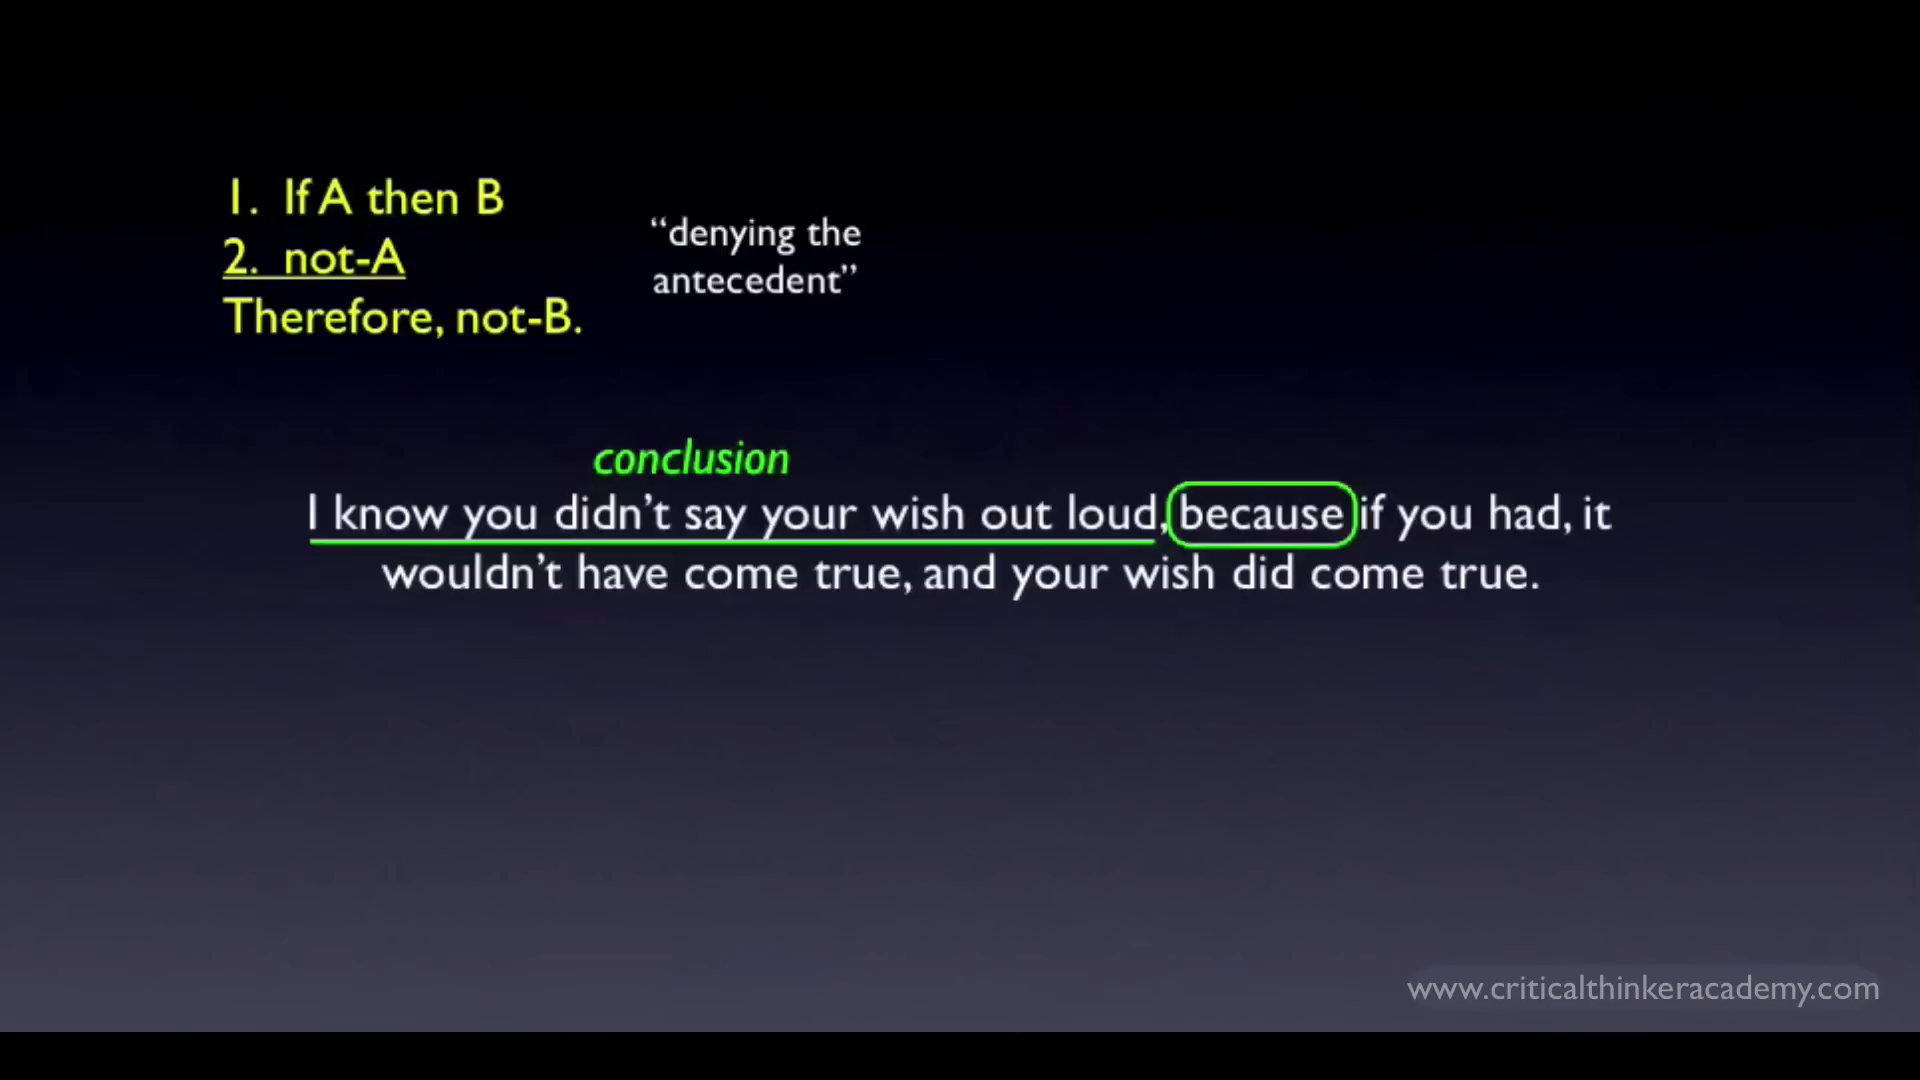 1. If A then B
2. not-A
Therefore, not-B.
“denying the
antecedent”
conclusion
I know you didn’t say your wish out loud, because if you had, it
wouldn’t have come true, and your wish did come true.
www.criticalthinkeracademy.com